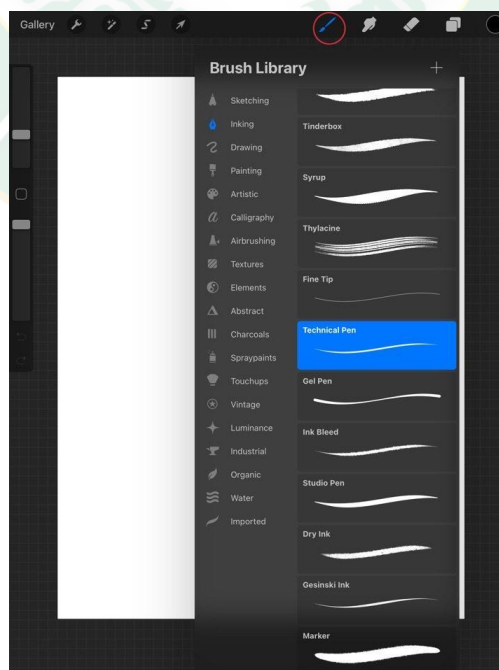 Gallery
Brush Library
Sketching
Inking
Drawing
Painting
Artistic
Calligraphy
Airbrushing
Textures
Elements
Abstract
Charcoals
Spraypaints
Touchups
Vintage
Luminance
Industrial
Organic
Water
Imported
Tinderbox
Syrup
Thylacine
Fine Tip
Technical Pen
Gel Pen
Ink Bleed
Studio Pen
Dry Ink
Gesinski Ink
Marker